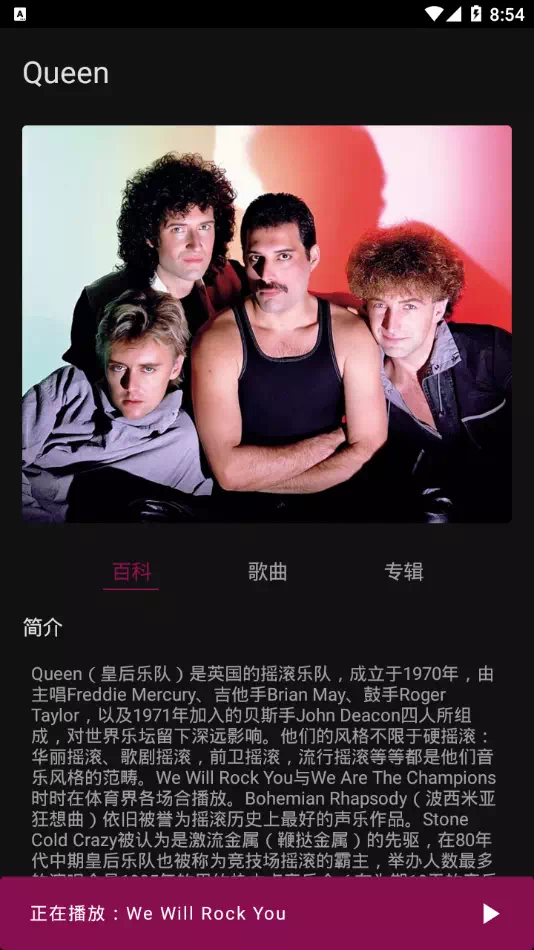 A
8:54
Queen
百科
歌曲
专辑
简介
Queen（皇后乐队）是英国的摇滚乐队，成立于1970年，由
主唱Freddie Mercury、吉他手Brian May、鼓手Roger
Taylor，以及1971年加入的贝斯手John Deacon四人所组
成，对世界乐坛留下深远影响。他们的风格不限于硬摇滚：
华丽摇滚、歌剧摇滚，前卫摇滚，流行摇滚等等都是他们音
乐风格的范畴。We Will Rock You与We Are The Champions
时时在体育界各场合播放。Bohemian Rhapsody（波西米亚
狂想曲）依旧被誉为摇滚历史上最好的声乐作品。Stone
Cold Crazy被认为是激流金属（鞭挞金属）的先驱，在80年
代中期皇后乐队也被称为竞技场摇滚的霸主，举办人数最多
正在播放：We Will Rock You